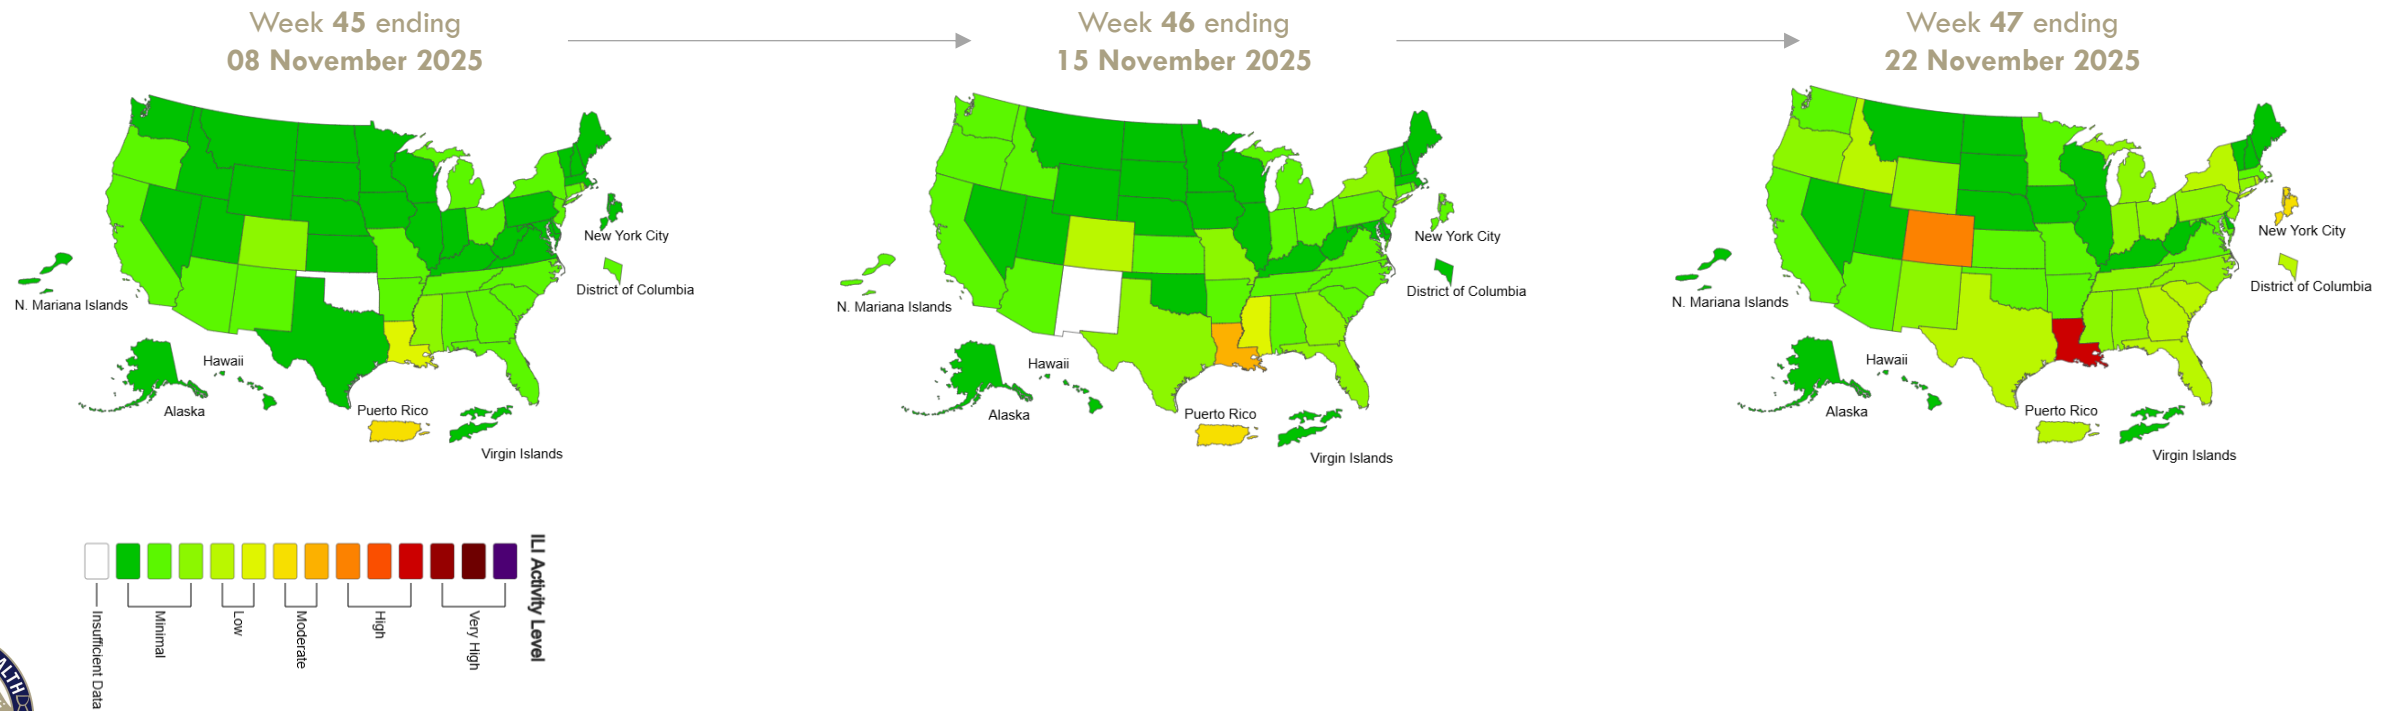 Week 45 ending
08 November 2025
Week 46 ending
15 November 2025
Week 47 ending
22 November 2025
New York City
District of Columbia
N. Mariana Islands
Hawaii
Alaska
Puerto Rico
Virgin Islands
New York City
District of Columbia
N. Mariana Islands
Hawaii
Alaska
Puerto Rico
Virgin Islands
New York City
District of Columbia
N. Mariana Islands
Hawaii
Alaska
Puerto Rico
Virgin Islands
ILI Activity Level
Insufficient Data
Minimal
Low
Moderate
High
Very High
ALTH